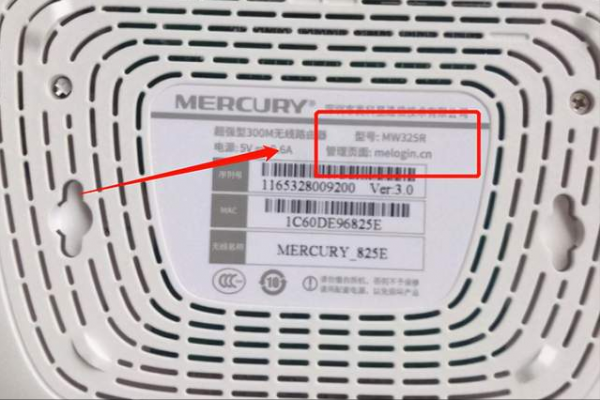 MERCURY®
超强型300M无线路由器 型号: MW325R
电源: 5V 0.6A 管理页面: melogin.cn
序列号 1165328009200 Ver:3.0
MAC 1C60DE96825E
无线名称 MERCURY_825E
10